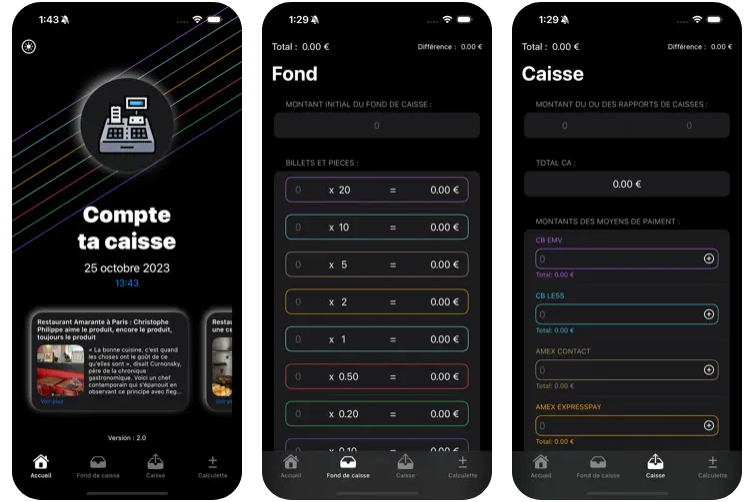 1:43
Compte
ta caisse
25 octobre 2023
13:43
Restaurant Amarante à Paris : Christophe
Philippe aime le produit, encore le produit,
toujours le produit
« La bonne cuisine, c'est quand
les choses ont le goût de ce
qu'elles sont », disait Curnonsky,
père de la chronique
gastronomique. Voici un chef
contemporain qui s'épanouit en
observant ce principe avec fleg...
Voir plus
Resta
une ce
Voir pl
Version : 2.0
Accueil
Fond de caisse
Caisse
Calculette
1:29
Total : 0.00 €
Différence : 0.00 €
Fond
MONTANT INITIAL DU FOND DE CAISSE :
0
BILLETS ET PIECES :
0 x 20 = 0.00 €
0 x 10 = 0.00 €
0 x 5 = 0.00 €
0 x 2 = 0.00 €
0 x 1 = 0.00 €
0 x 0.50 = 0.00 €
0 x 0.20 = 0.00 €
0 x 0.10 = 0.00 €
Accueil
Fond de caisse
Caisse
Calculette
1:29
Total : 0.00 €
Différence : 0.00 €
Caisse
MONTANT DU OU DES RAPPORTS DE CAISSES :
0 0
TOTAL CA :
0.00 €
MONTANTS DES MOYENS DE PAIMENT :
CB EMV
0
Total: 0.00 €
CB LESS
0
Total: 0.00 €
AMEX CONTACT
0
Total: 0.00 €
AMEX EXPRESSPAY
0
Total: 0.00 €
Accueil
Fond de caisse
Caisse
Calculette